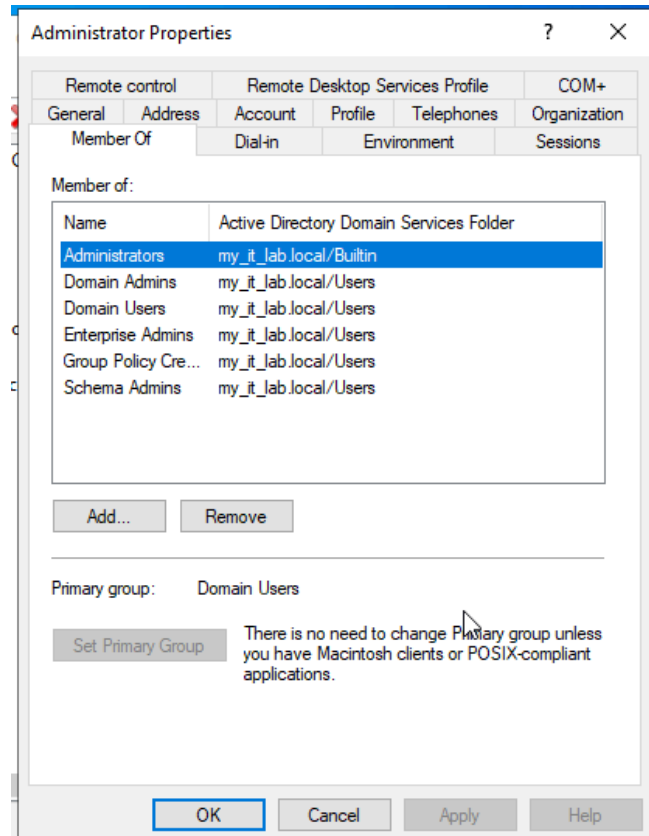 Administrator Properties ?
Remote control Remote Desktop Services Profile COM+
General Address Account Profile Telephones Organization
Member Of Dial-in Environment Sessions
Member of:
Name Active Directory Domain Services Folder
Administrators my_it_lab.local/Builtin
Domain Admins my_it_lab.local/Users
Domain Users my_it_lab.local/Users
Enterprise Admins my_it_lab.local/Users
Group Policy Cre... my_it_lab.local/Users
Schema Admins my_it_lab.local/Users
Add... Remove
Primary group: Domain Users
Set Primary Group
There is no need to change Primary group unless
you have Macintosh clients or POSIX-compliant
applications.
OK Cancel Apply Help